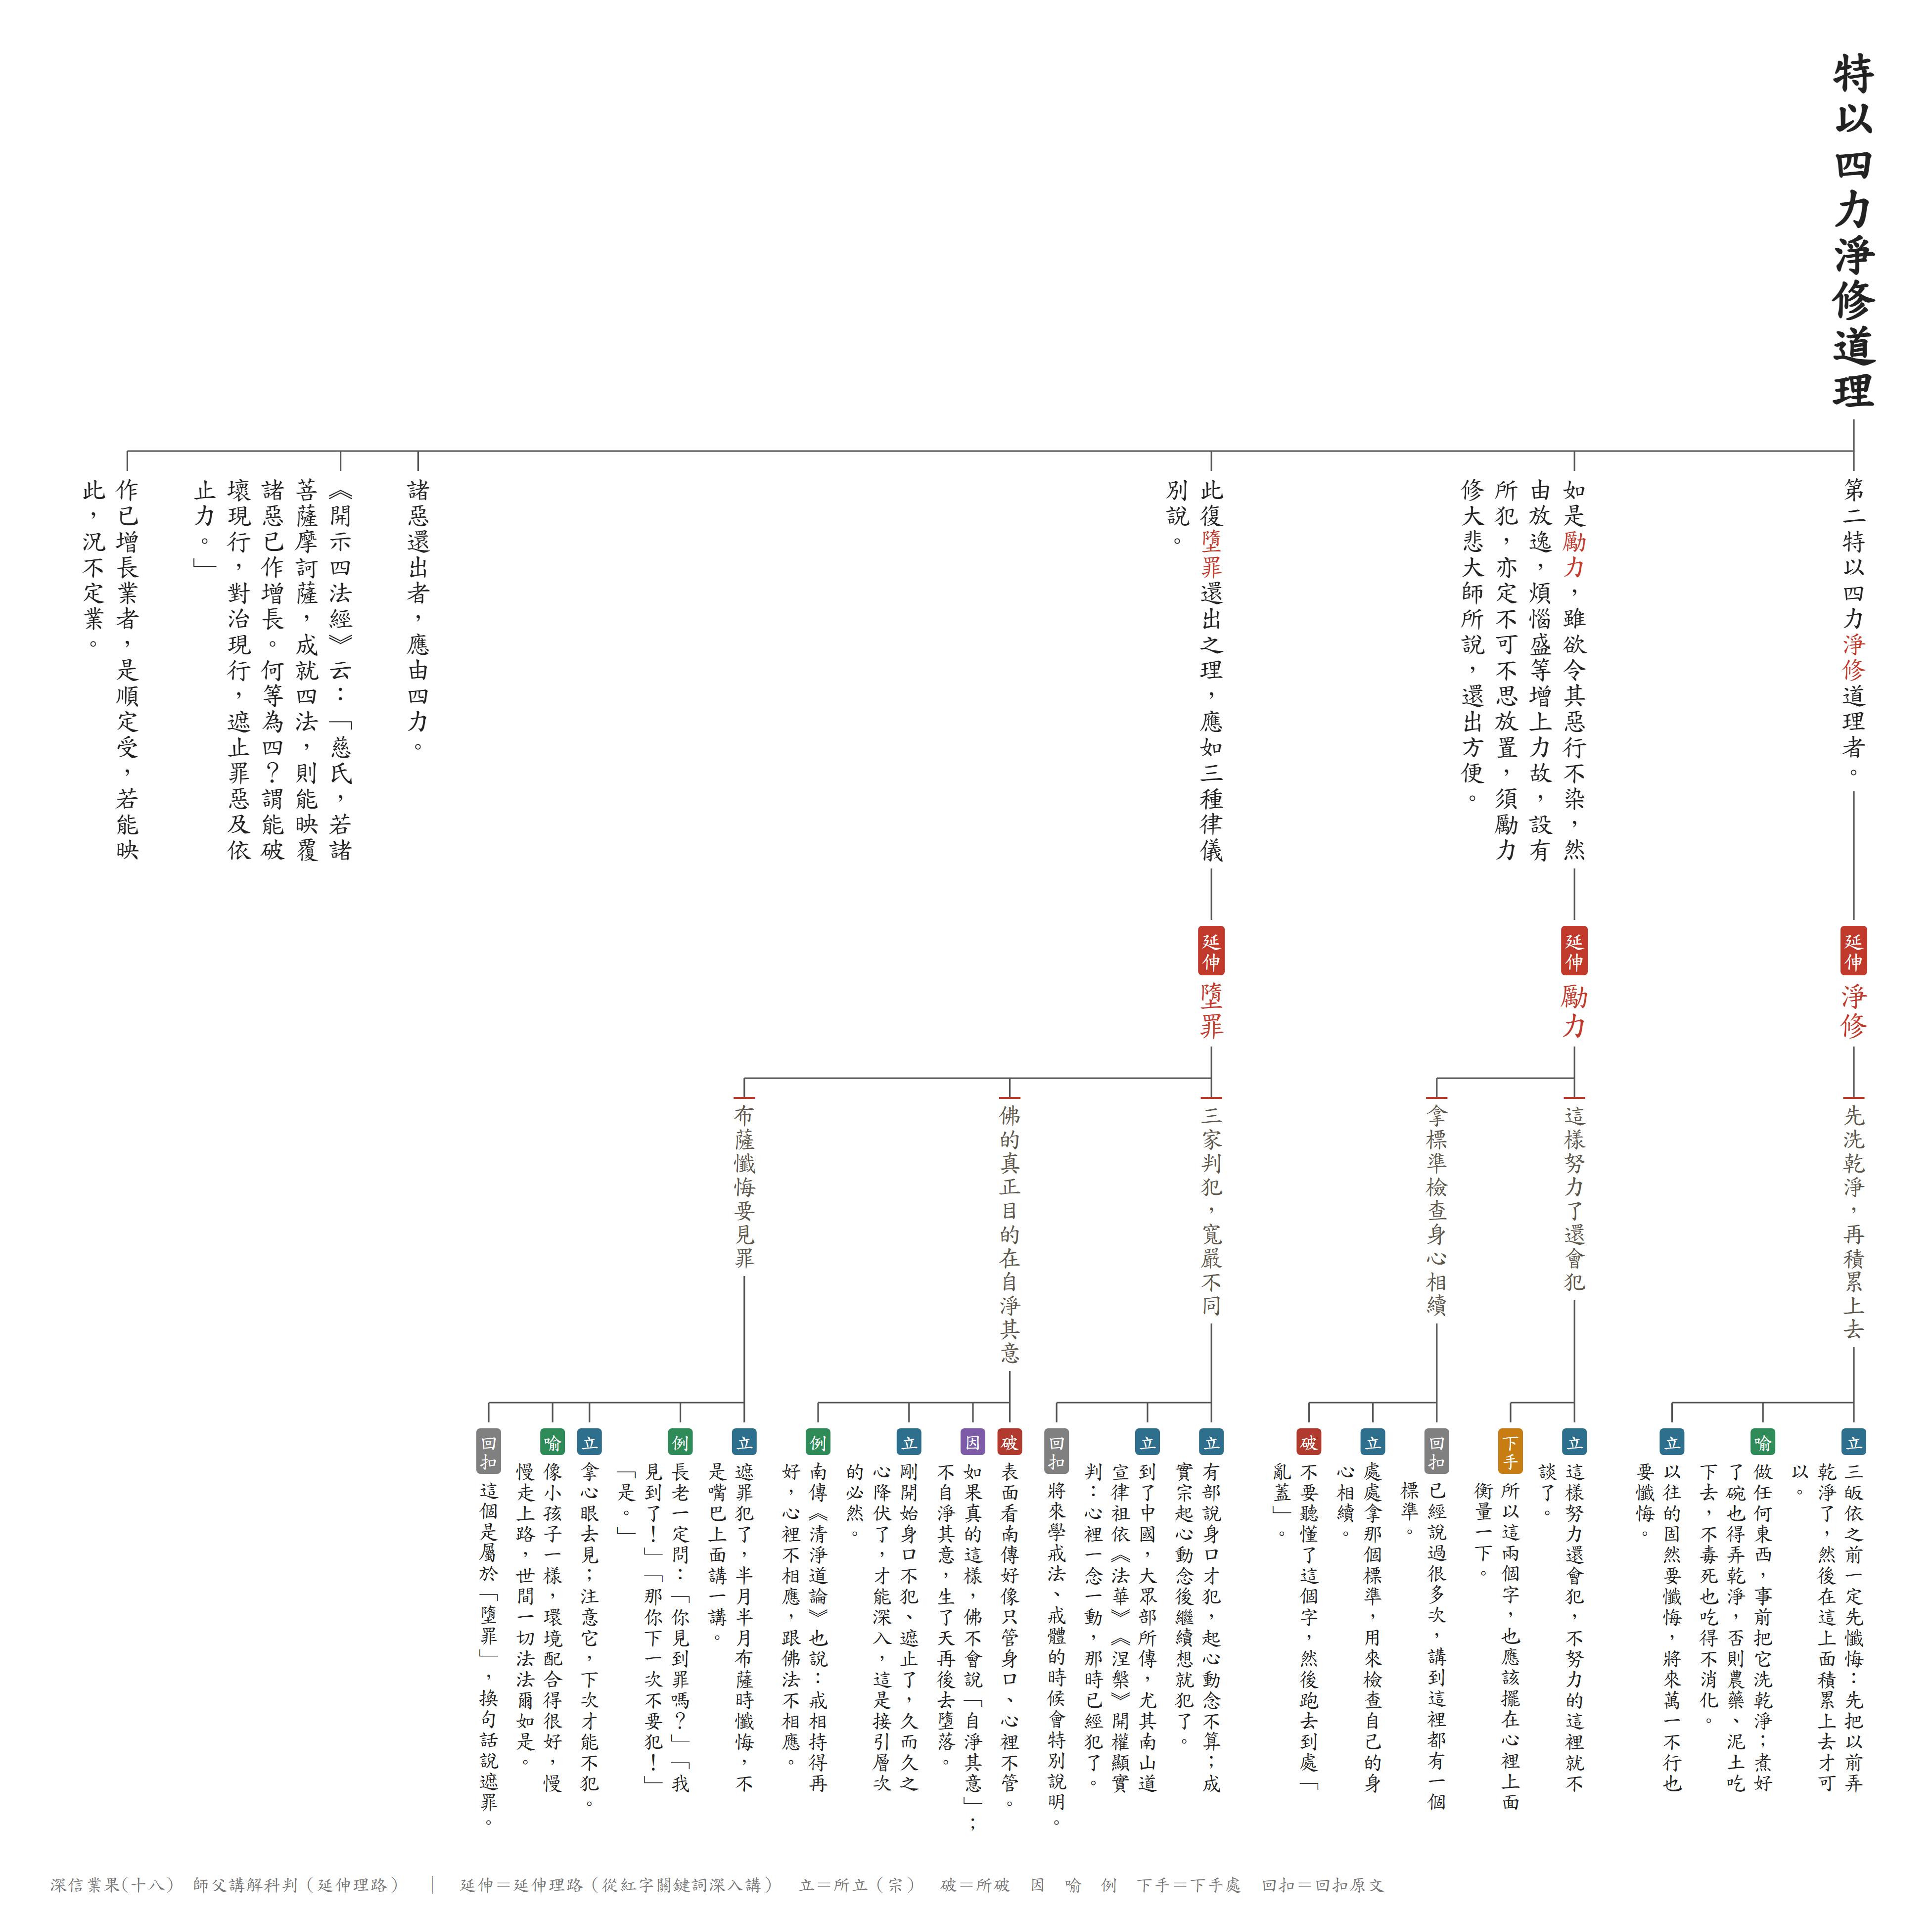 特以四力淨修道理
第二特以四力淨修道理者。
如是勵力，雖欲令其惡行不染，然
由放逸，煩惱盛等增上力故，設有
所犯，亦定不可不思放置，須勵力
修大悲大師所說，還出方便。
此復墮罪還出之理，應如三種律儀
別說。
諸惡還出者，應由四力。
《開示四法經》云：「慈氏，若諸
菩薩摩訶薩，成就四法，則能映覆
諸惡已作增長。何等為四？謂能破
壞現行，對治現行，遮止罪惡及依
止力。」
作已增長業者，是順定受，若能映
此，況不定業。
延伸
淨修
延伸
勵力
延伸
墮罪
先洗乾淨，再積累上去
這樣努力了還會犯
拿標準檢查身心相續
三家判犯，寬嚴不同
佛的真正目的在自淨其意
布薩懺悔要見罪
立
三皈依之前一定先懺悔：先把以前弄
乾淨了，然後在這上面積累上去才可
以。
喻
做任何東西，事前把它洗乾淨；煮好
了碗也得弄乾淨，否則農藥、泥土吃
下去，不毒死也吃得不消化。
立
以往的固然要懺悔，將來萬一不行也
要懺悔。
立
這樣努力還會犯，不努力的這裡就不
談了。
下手
所以這兩個字，也應該擺在心裡上面
衡量一下。
回扣
已經說過很多次，講到這裡都有一個
標準。
立
處處拿那個標準，用來檢查自己的身
心相續。
破
不要聽懂了這個字，然後跑去到處「
亂蓋」。
立
有部說身口才犯，起心動念不算；成
實宗起心動念後繼續想就犯了。
立
到了中國，大眾部所傳，尤其南山道
宣律祖依《法華》《涅槃》開權顯實
判：心裡一念一動，那時已經犯了。
回扣
將來學戒法、戒體的時候會特別說明。
破
表面看南傳好像只管身口、心裡不管。
因
如果真的這樣，佛不會說「自淨其意」；
不自淨其意，生了天再後去墮落。
立
剛開始身口不犯、遮止了，久而久之
心降伏了，才能深入，這是接引層次
的必然。
例
南傳《清淨道論》也說：戒相持得再
好，心裡不相應，跟佛法不相應。
立
遮罪犯了，半月半月布薩時懺悔，不
是嘴巴上面講一講。
例
長老一定問：「你見到罪嗎？」「我
見到了！」「那你下一次不要犯！」
「是。」
立
拿心眼去見；注意它，下次才能不犯。
喻
像小孩子一樣，環境配合得很好，慢
慢走上路，世間一切法法爾如是。
回扣
這個是屬於「墮罪」，換句話說遮罪。
深信業果(十八)　師父講解科判（延伸理路）　｜　延伸＝延伸理路（從紅字關鍵詞深入講）　立＝所立（宗）　破＝所破　因　喻　例　下手＝下手處　回扣＝回扣原文